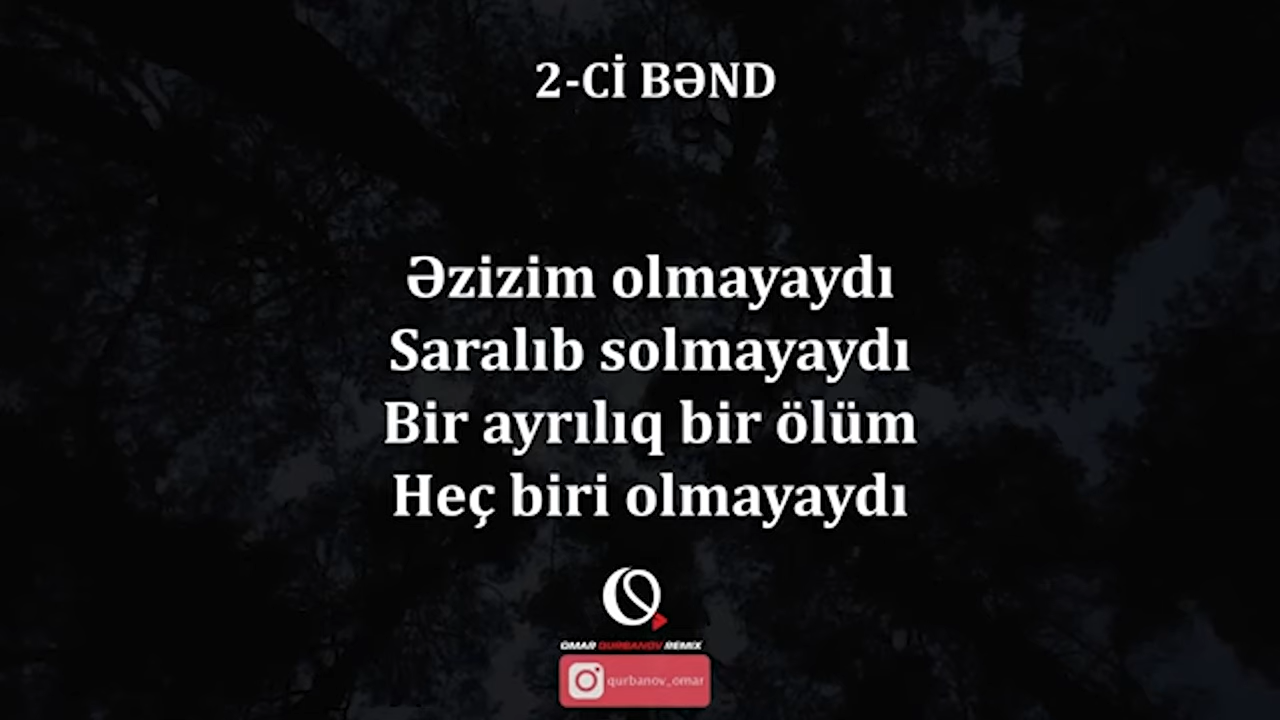 2-Cİ BƏND
Əzizim olmayaydı
Saralıb solmayaydı
Bir ayrılıq bir ölüm
Heç biri olmayaydı
OMAR QURBANOV REMIX
qurbanov_omar